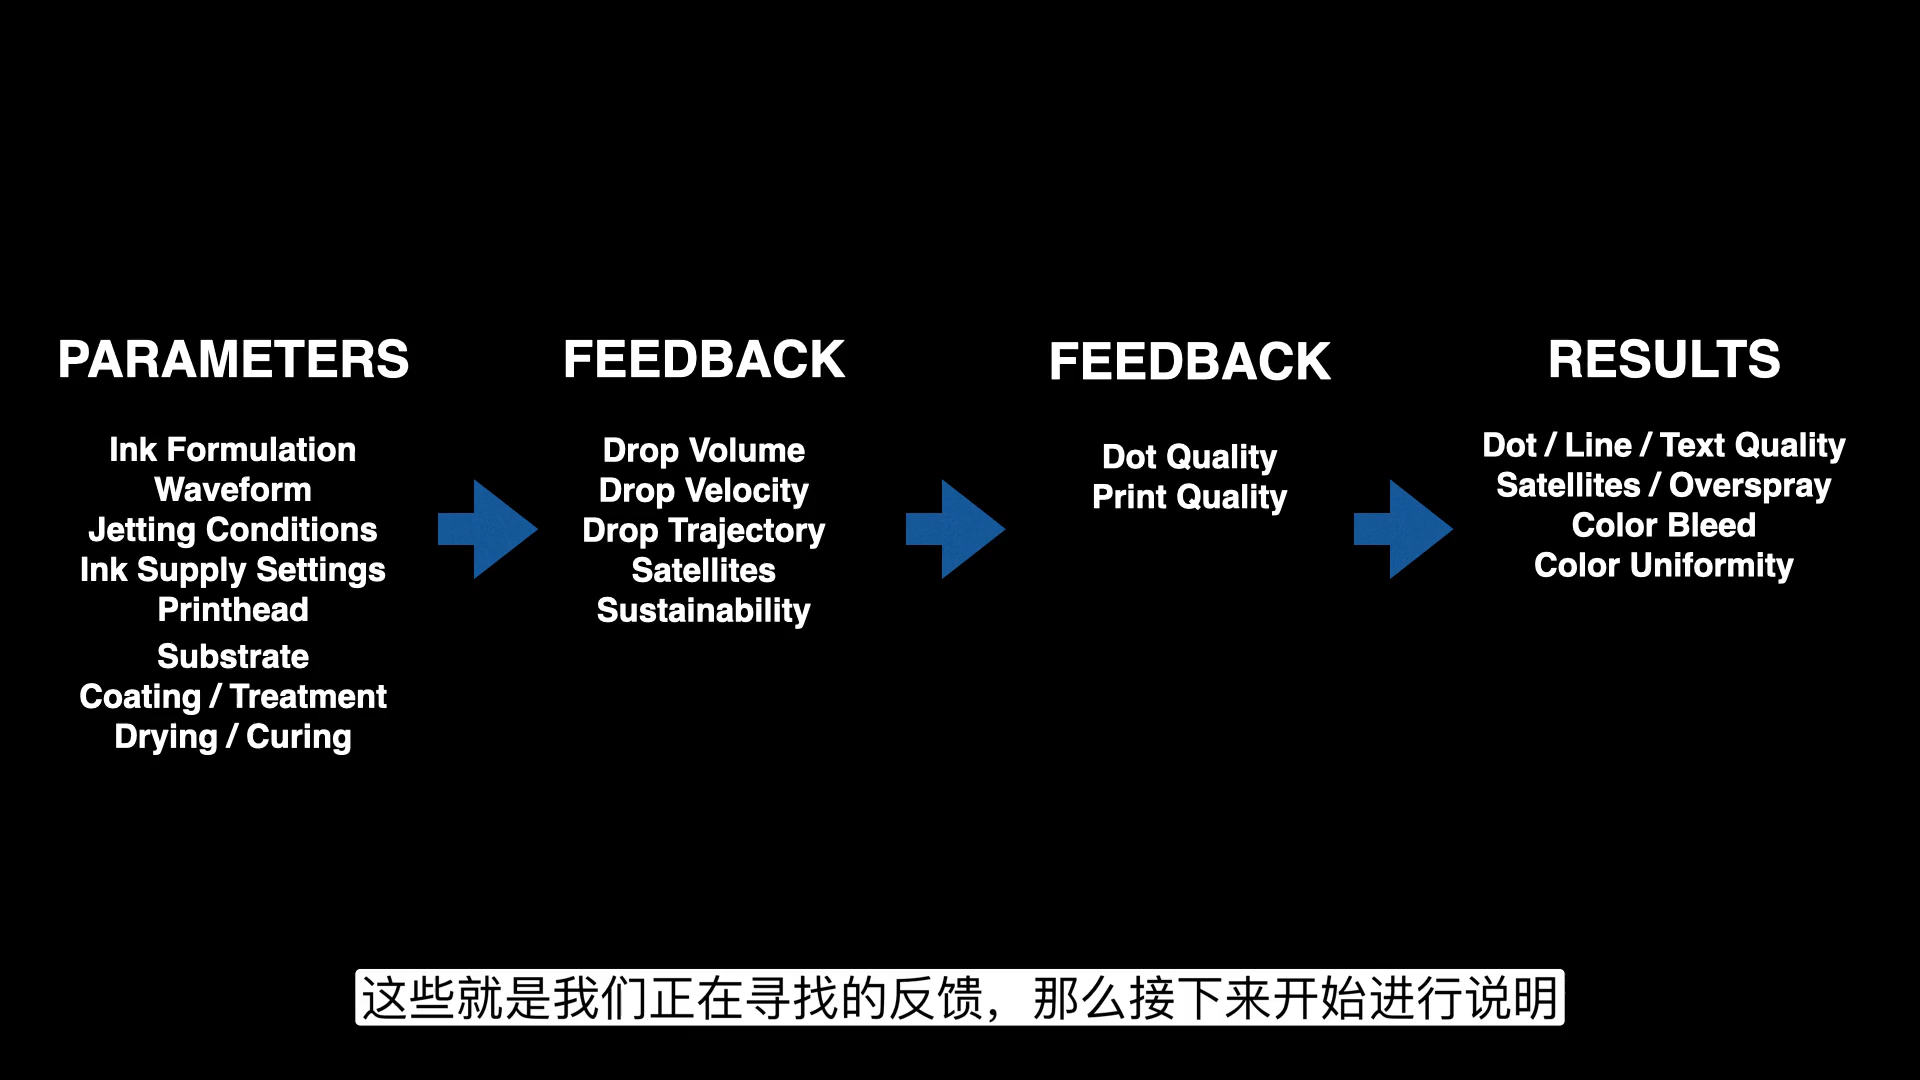 PARAMETERS
Ink Formulation
Waveform
Jetting Conditions
Ink Supply Settings
Printhead
Substrate
Coating / Treatment
Drying / Curing
FEEDBACK
Drop Volume
Drop Velocity
Drop Trajectory
Satellites
Sustainability
FEEDBACK
Dot Quality
Print Quality
RESULTS
Dot / Line / Text Quality
Satellites / Overspray
Color Bleed
Color Uniformity
这些就是我们正在寻找的反馈，那么接下来开始进行说明